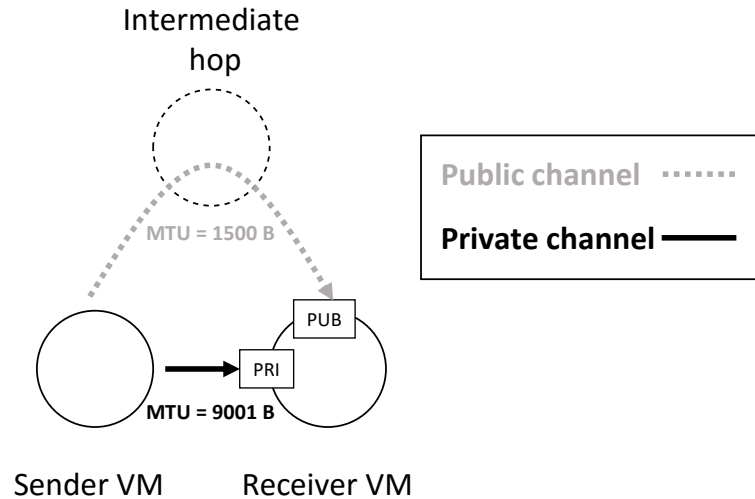 Intermediate
hop
Public channel
MTU = 1500 B
Private channel
PUB
PRI
MTU = 9001 B
Sender VM
Receiver VM